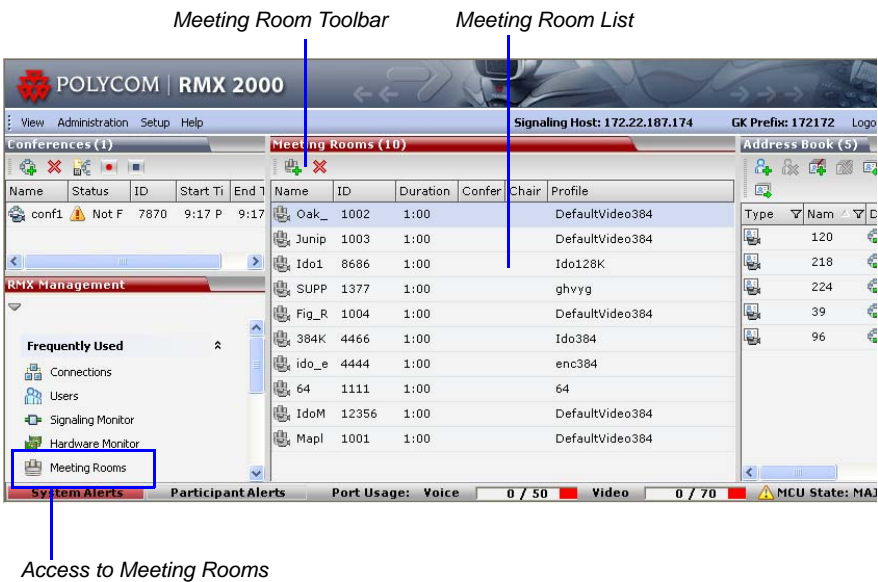 Meeting Room Toolbar Meeting Room List
POLYCOM | RMX 2000
View Administration Setup Help Signaling Host: 172.22.187.174 GK Prefix: 172172 Logo
Conferences (1) Meeting Rooms (10) Address Book (5)
Name Status ID Start Ti End T Name ID Duration Confer Chair Profile
conf1 Not F 7870 9:17 P 9:17 Oak_ 1002 1:00 DefaultVideo384 Type Nam D
Junip 1003 1:00 DefaultVideo384 120
Ido1 8686 1:00 Ido128K 218
RMX Management SUPP 1377 1:00 ghvyg 224
Fig_R 1004 1:00 DefaultVideo384 39
Frequently Used 384K 4466 1:00 Ido384 96
Connections ido_e 4444 1:00 enc384
Users 64 1111 1:00 64
Signaling Monitor IdoM 12356 1:00 DefaultVideo384
Hardware Monitor Mapl 1001 1:00 DefaultVideo384
Meeting Rooms
System Alerts Participant Alerts Port Usage: Voice 0 / 50 Video 0 / 70 MCU State: MAJ
Access to Meeting Rooms